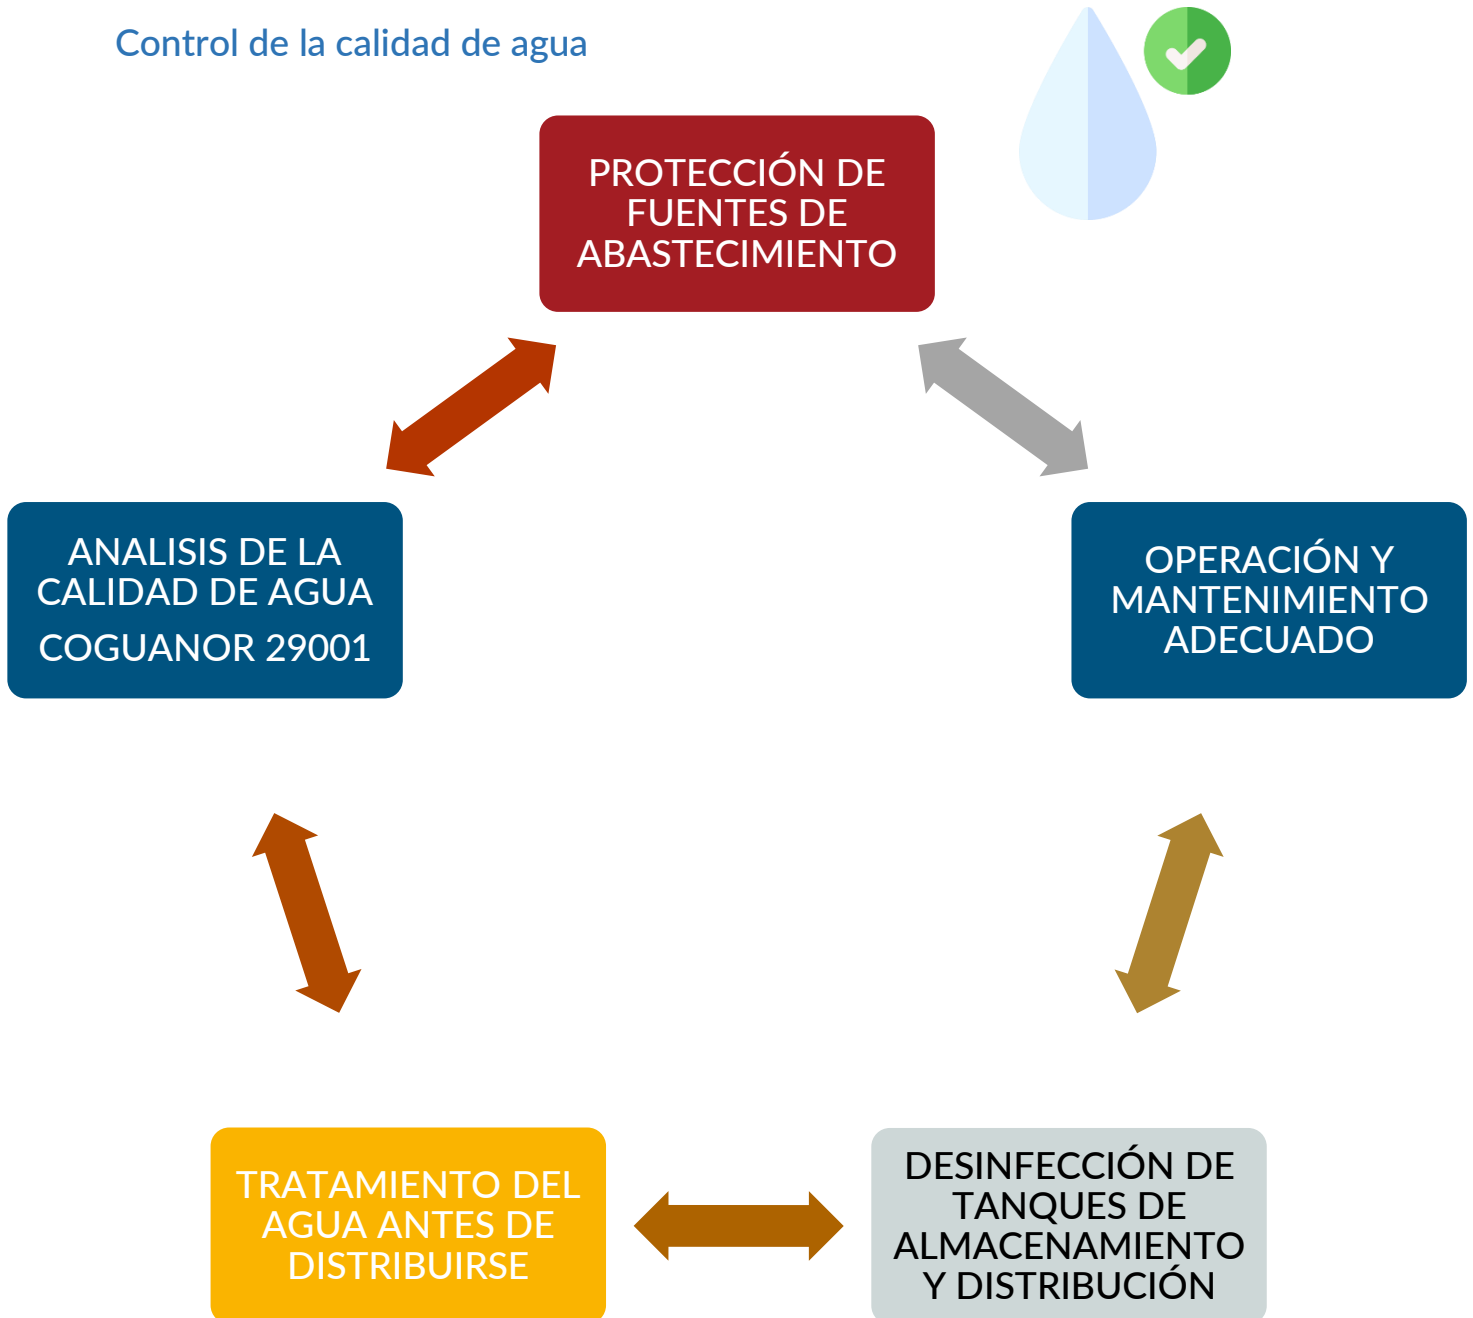 Control de la calidad de agua
PROTECCIÓN DE
FUENTES DE
ABASTECIMIENTO
ANALISIS DE LA
CALIDAD DE AGUA
COGUANOR 29001
OPERACIÓN Y
MANTENIMIENTO
ADECUADO
TRATAMIENTO DEL
AGUA ANTES DE
DISTRIBUIRSE
DESINFECCIÓN DE
TANQUES DE
ALMACENAMIENTO
Y DISTRIBUCIÓN